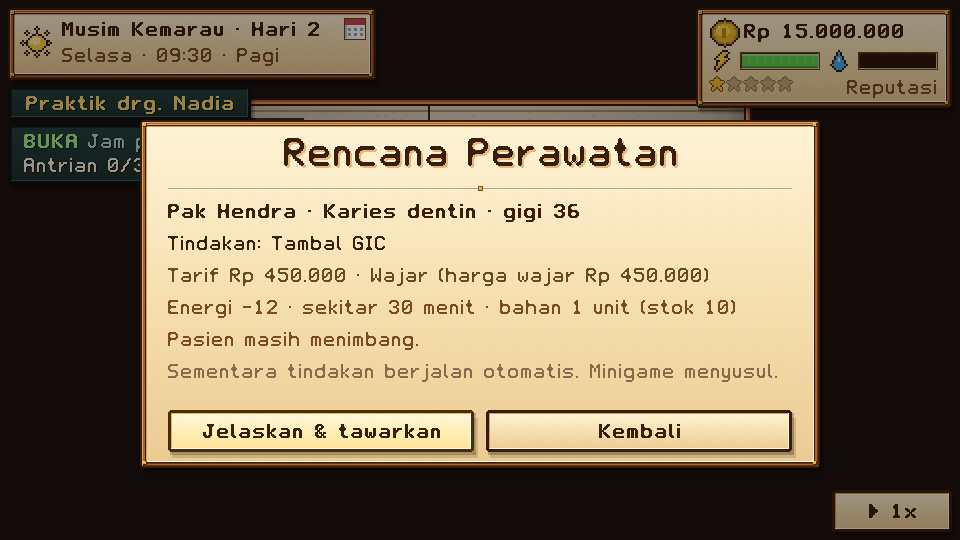 Musim Kemarau · Hari 2
Selasa · 09:30 · Pagi
Rp 15.000.000
Reputasi
Praktik drg. Nadia
BUKA Jam
Antrian 0/3
Rencana Perawatan
Pak Hendra · Karies dentin · gigi 36
Tindakan: Tambal GIC
Tarif Rp 450.000 · Wajar (harga wajar Rp 450.000)
Energi -12 · sekitar 30 menit · bahan 1 unit (stok 10)
Pasien masih menimbang.
Sementara tindakan berjalan otomatis. Minigame menyusul.
Jelaskan & tawarkan
Kembali
1x